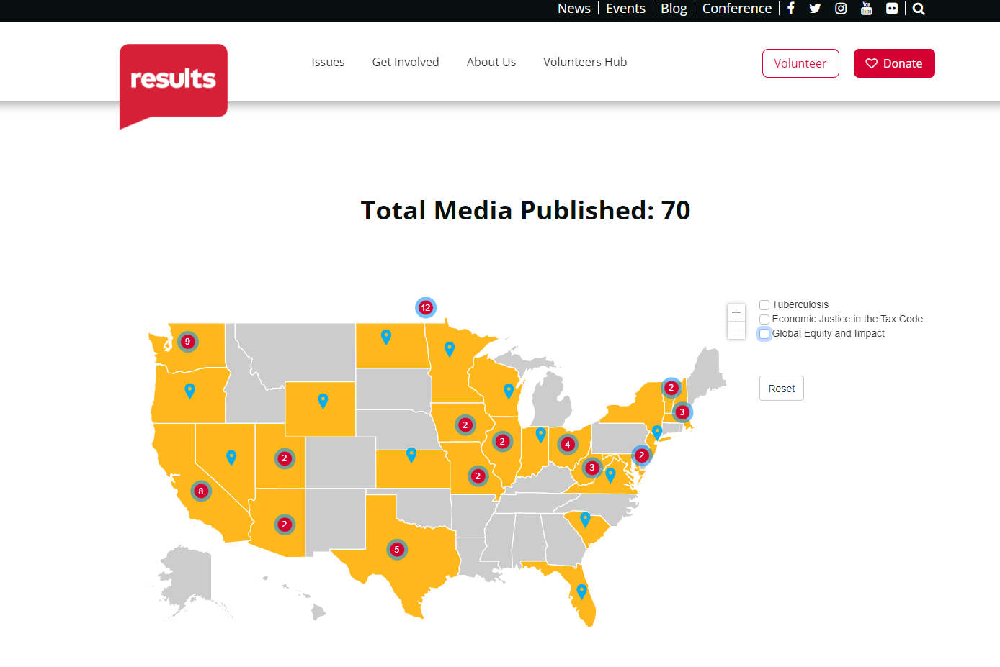 News Events Blog Conference You Tube
results
Issues Get Involved About Us Volunteers Hub Volunteer Donate
Total Media Published: 70
12
+
−
Tuberculosis
Economic Justice in the Tax Code
Global Equity and Impact
Reset
9
2
3
2
2
4
2
3
2
2
8
2
5